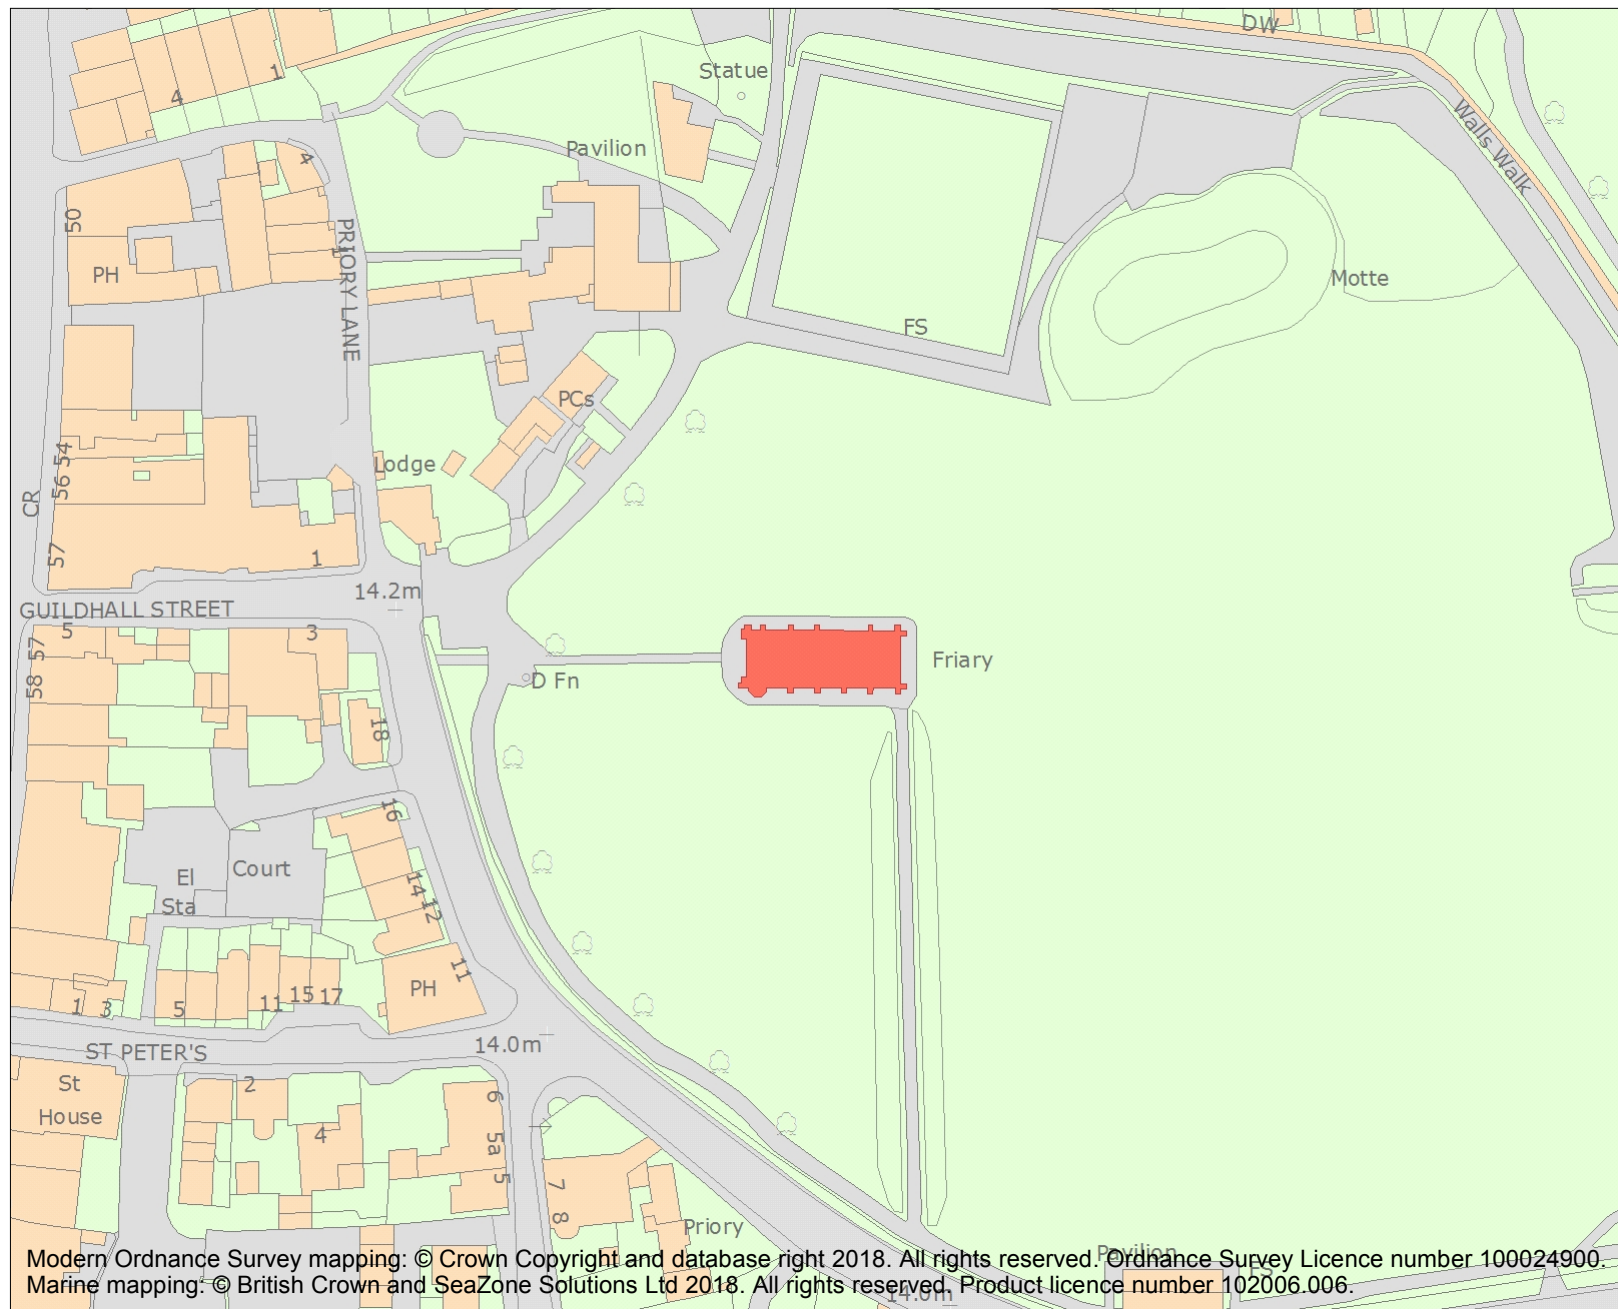 DW
Statue
1
4
Walls Walk
Pavilion
4
50
PRIORY LANE
PH
Motte
FS
PCs
54
56
Lodge
CR
57
1
14.2m
GUILDHALL STREET
5
3
57
58
Friary
D Fn
18
16
Court
El
Sta
14
12
11
PH
1
3
5
11
15
17
ST PETER'S
14.0m
St
House
2
6
4
5a
5
7
8
Priory
Pavilion
FS
Modern Ordnance Survey mapping: © Crown Copyright and database right 2018. All rights reserved. Ordnance Survey Licence number 100024900.
Marine mapping: © British Crown and SeaZone Solutions Ltd 2018. All rights reserved. Product licence number 102006.006.
14.0m